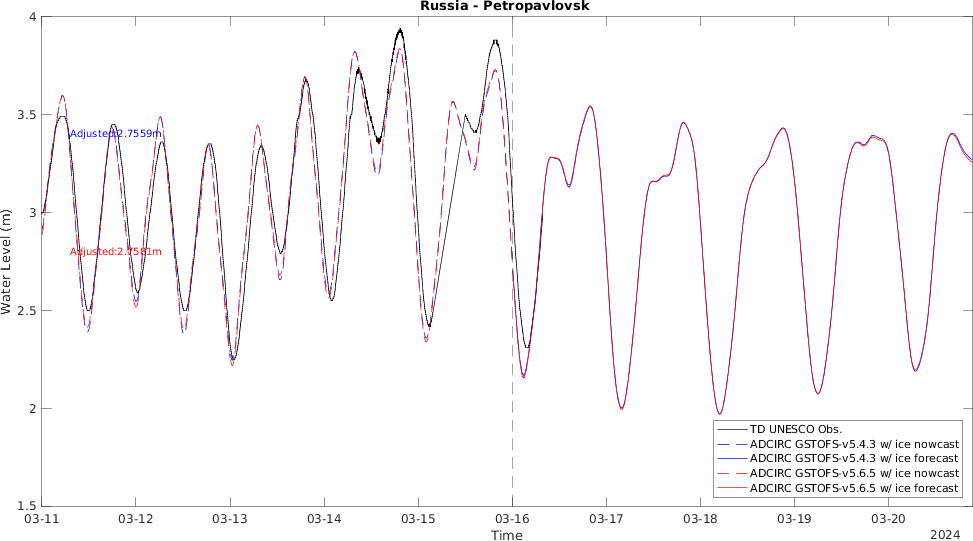 Russia - Petropavlovsk
4
3.5
3
2.5
2
1.5
Water Level (m)
Adjusted:2.7559m
Adjusted:2.7581m
TD UNESCO Obs.
ADCIRC GSTOFS-v5.4.3 w/ ice nowcast
ADCIRC GSTOFS-v5.4.3 w/ ice forecast
ADCIRC GSTOFS-v5.6.5 w/ ice nowcast
ADCIRC GSTOFS-v5.6.5 w/ ice forecast
03-11 03-12 03-13 03-14 03-15 03-16 03-17 03-18 03-19 03-20
Time
2024